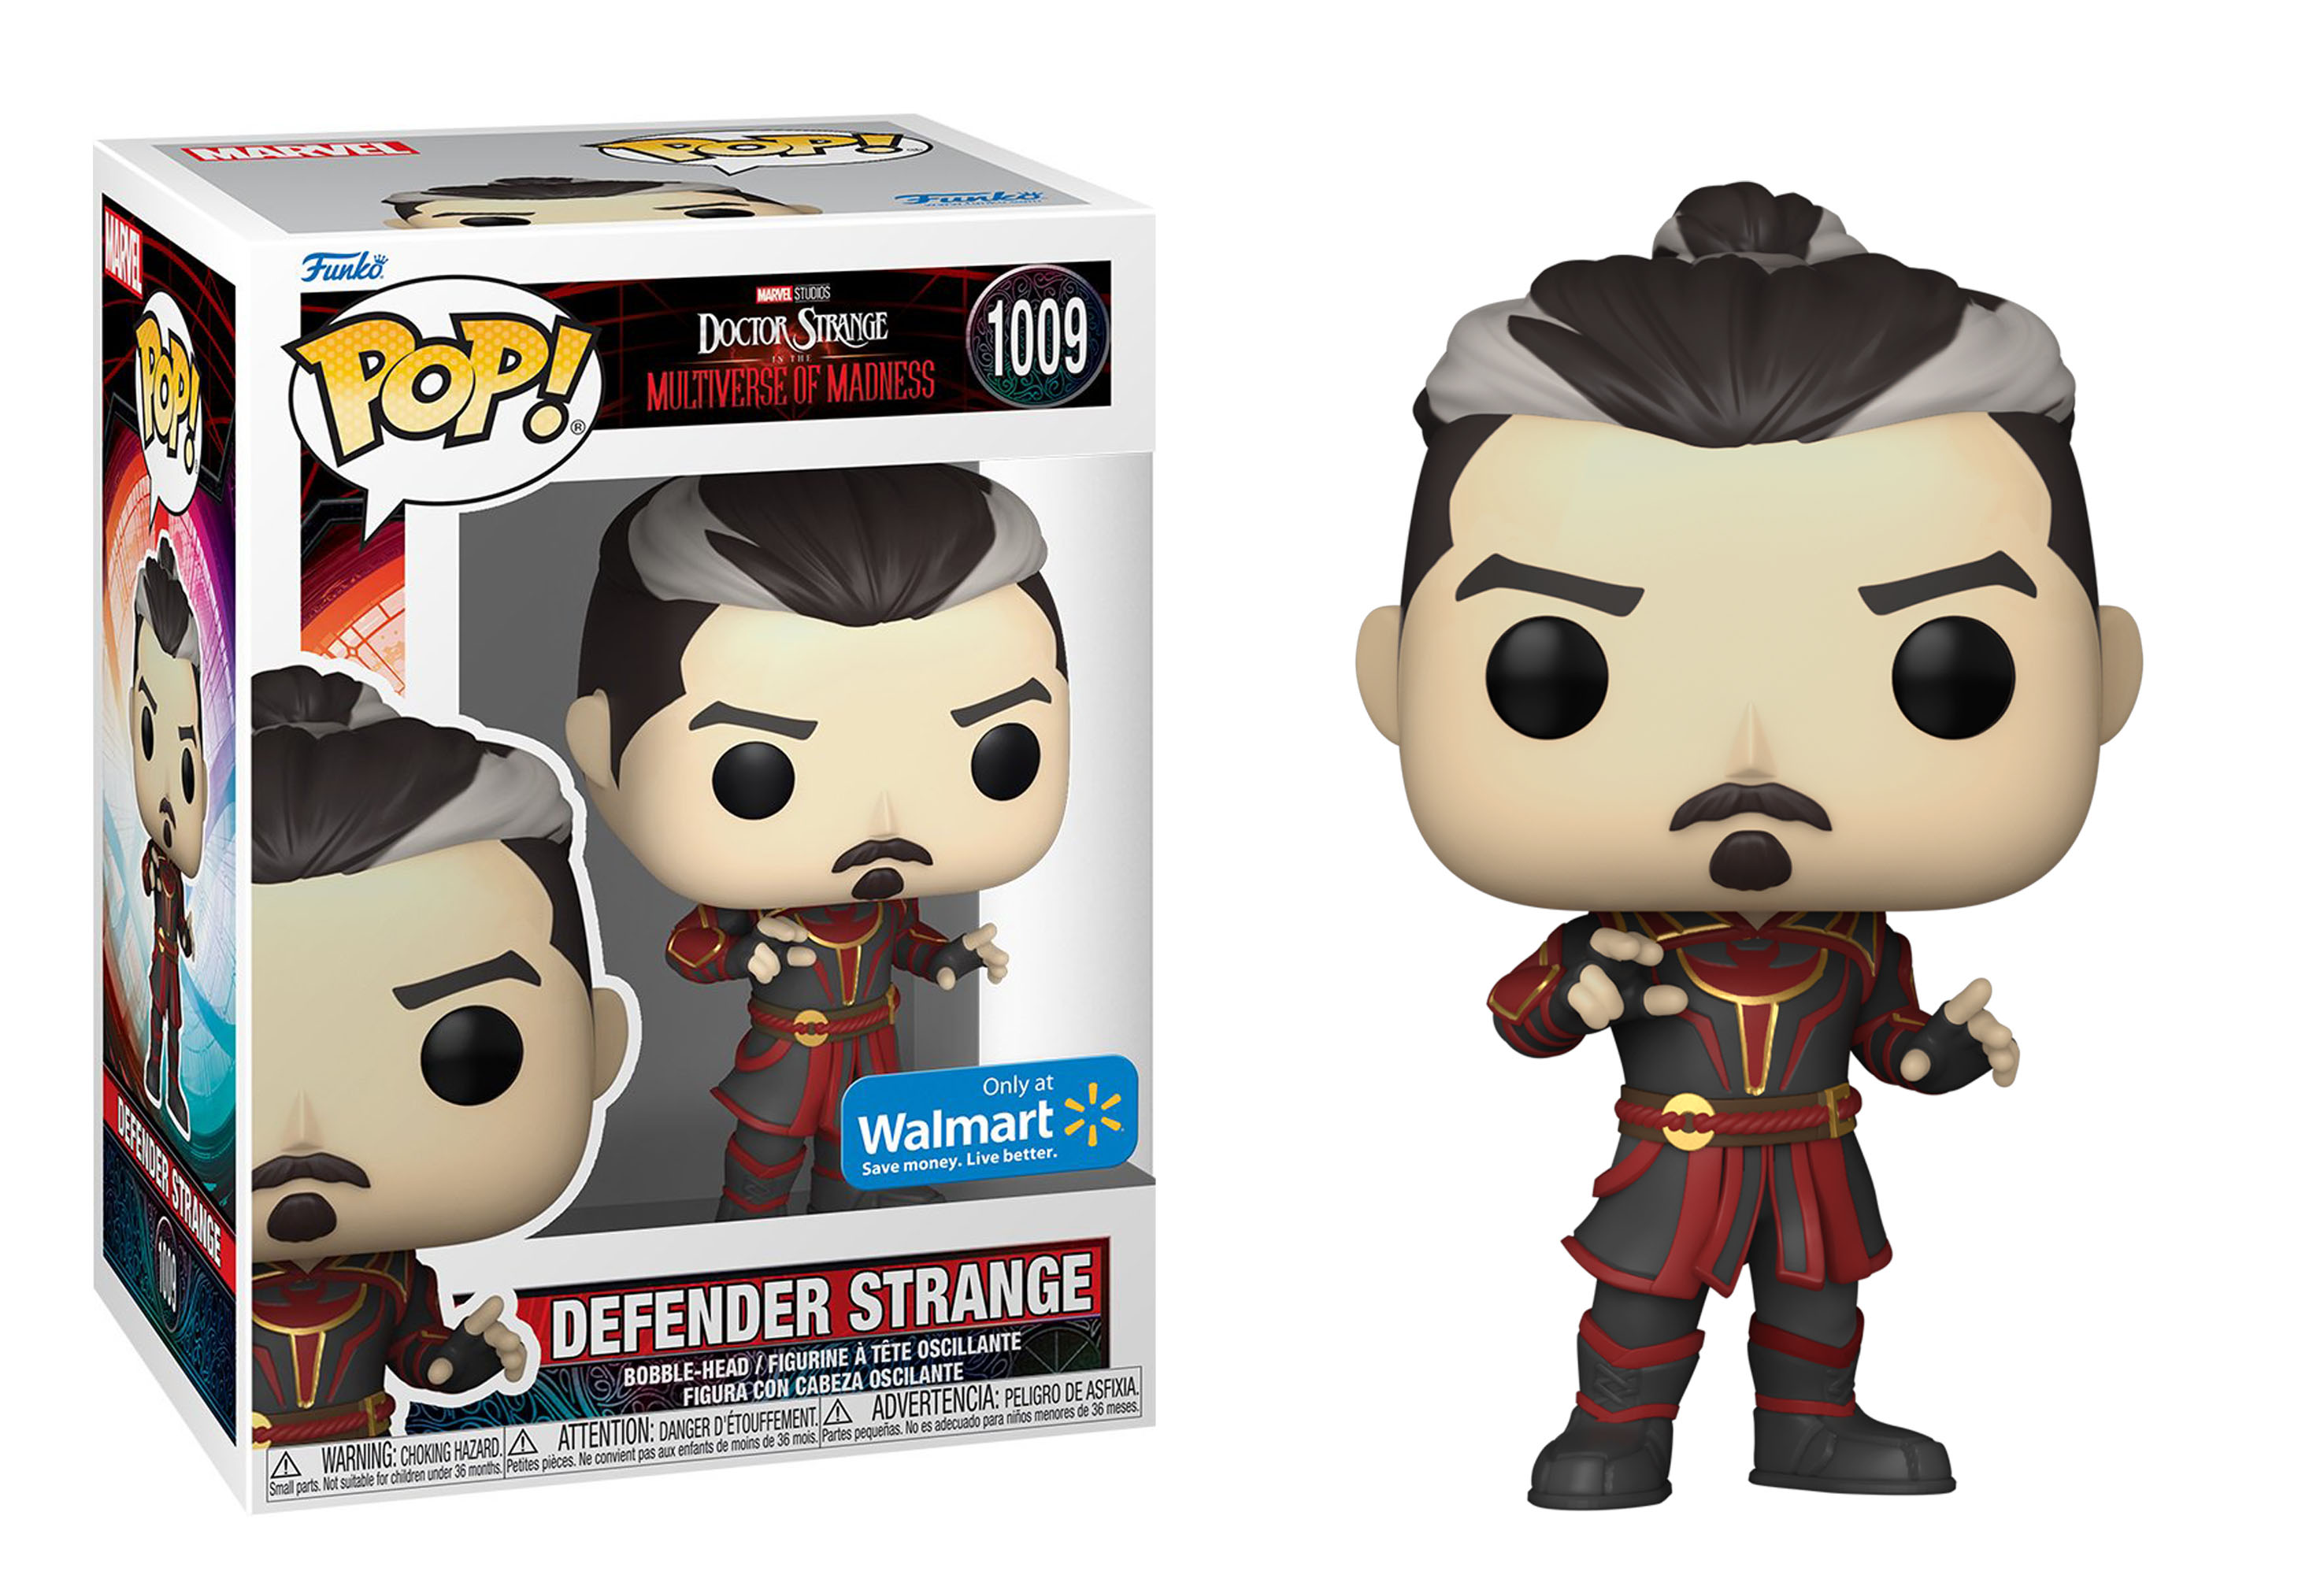 MARVEL
POP!
Funko
MARVEL
POP!
DEFENDER STRANGE
1009
Funko
POP!®
MARVEL STUDIOS
DOCTOR STRANGE
IN THE
MULTIVERSE OF MADNESS
1009
Only at
Walmart
Save money. Live better.
DEFENDER STRANGE
BOBBLE-HEAD / FIGURINE À TÊTE OSCILLANTE
FIGURA CON CABEZA OSCILANTE
WARNING: CHOKING HAZARD.
Small parts. Not suitable for children under 36 months.
ATTENTION: DANGER D'ÉTOUFFEMENT.
Petites pièces. Ne convient pas aux enfants de moins de 36 mois.
ADVERTENCIA: PELIGRO DE ASFIXIA.
Partes pequeñas. No es adecuado para niños menores de 36 meses.